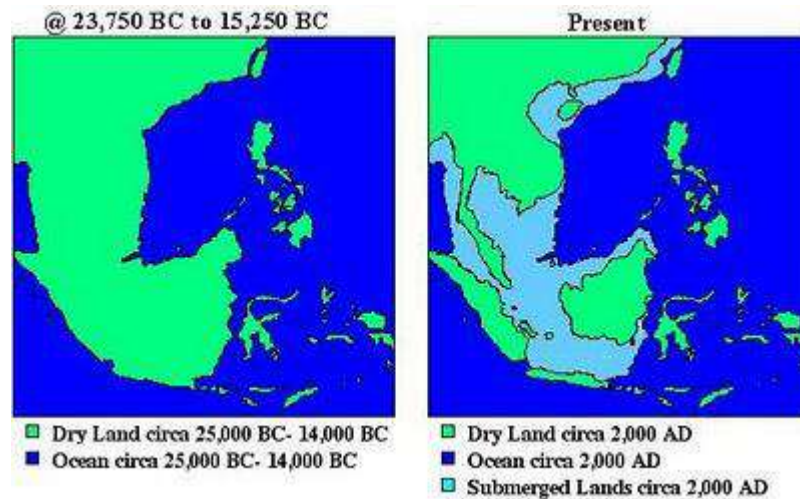 @ 23,750 BC to 15,250 BC
Dry Land circa 25,000 BC- 14,000 BC
Ocean circa 25,000 BC- 14,000 BC
Present
Dry Land circa 2,000 AD
Ocean circa 2,000 AD
Submerged Lands circa 2,000 AD